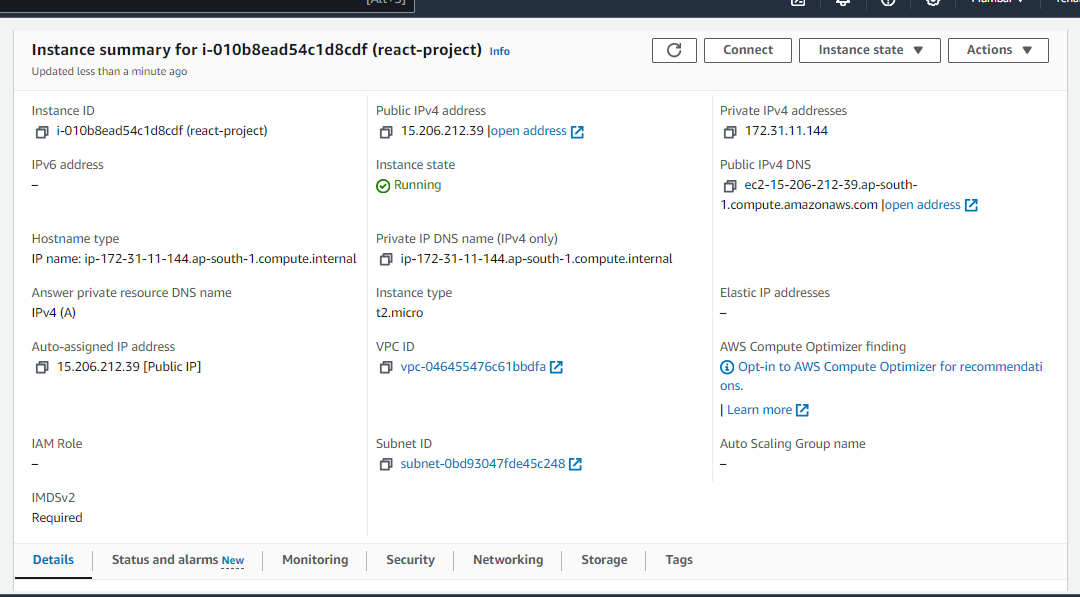 [Alt+S]
Mumbai
Instance summary for i-010b8ead54c1d8cdf (react-project) Info
Connect
Instance state
Actions
Updated less than a minute ago
Instance ID
i-010b8ead54c1d8cdf (react-project)
Public IPv4 address
15.206.212.39 |open address
Private IPv4 addresses
172.31.11.144
IPv6 address
–
Instance state
Running
Public IPv4 DNS
ec2-15-206-212-39.ap-south-
1.compute.amazonaws.com |open address
Hostname type
IP name: ip-172-31-11-144.ap-south-1.compute.internal
Private IP DNS name (IPv4 only)
ip-172-31-11-144.ap-south-1.compute.internal
Answer private resource DNS name
IPv4 (A)
Instance type
t2.micro
Elastic IP addresses
–
Auto-assigned IP address
15.206.212.39 [Public IP]
VPC ID
vpc-046455476c61bbdfa
AWS Compute Optimizer finding
Opt-in to AWS Compute Optimizer for recommendati
ons.
| Learn more
IAM Role
–
Subnet ID
subnet-0bd93047fde45c248
Auto Scaling Group name
–
IMDSv2
Required
Details
Status and alarms New
Monitoring
Security
Networking
Storage
Tags